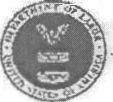 DEPARTMENT OF LABOR
UNITED STATES OF AMERICA